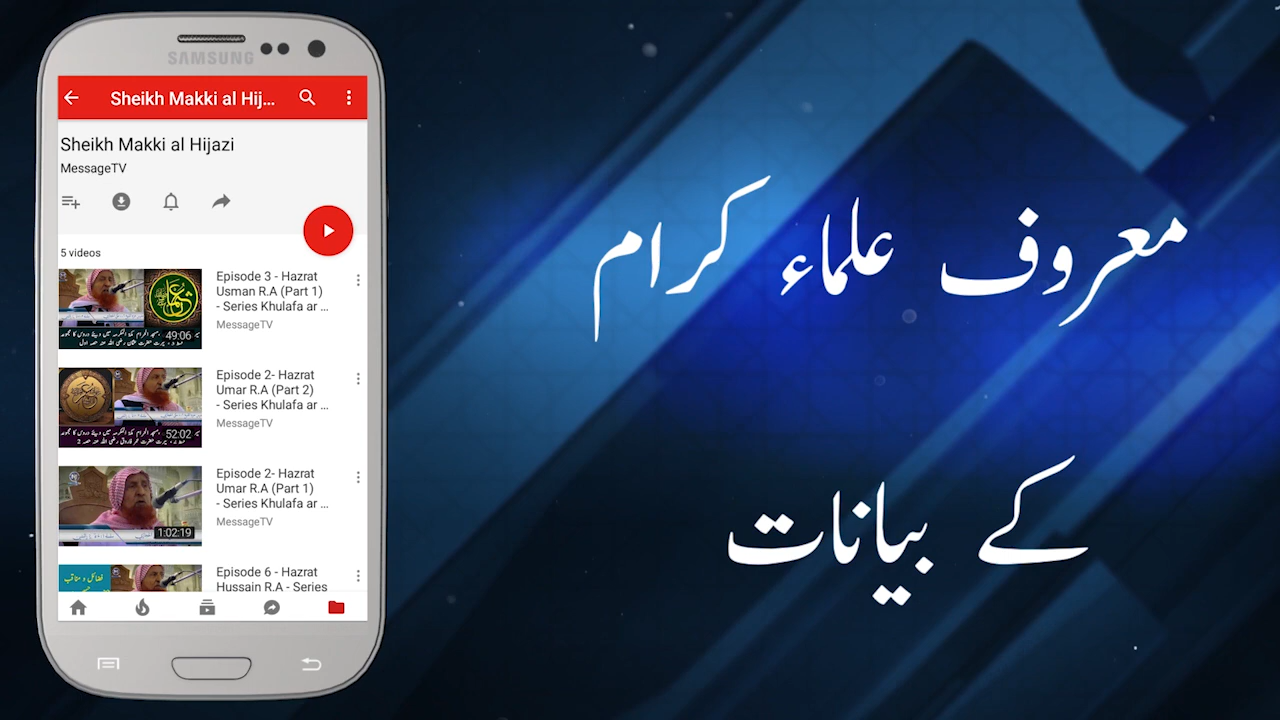 SAMSUNG
Sheikh Makki al Hij...
Sheikh Makki al Hijazi
MessageTV
5 videos
Episode 3 - Hazrat
Usman R.A (Part 1)
- Series Khulafa ar ...
MessageTV
49:06
Episode 2- Hazrat
Umar R.A (Part 2)
- Series Khulafa ar ...
MessageTV
52:02
Episode 2- Hazrat
Umar R.A (Part 1)
- Series Khulafa ar ...
MessageTV
1:02:19
Episode 6 - Hazrat
Hussain R.A - Series
فضائل و مناقب
معروف علماء کرام
کے بیانات